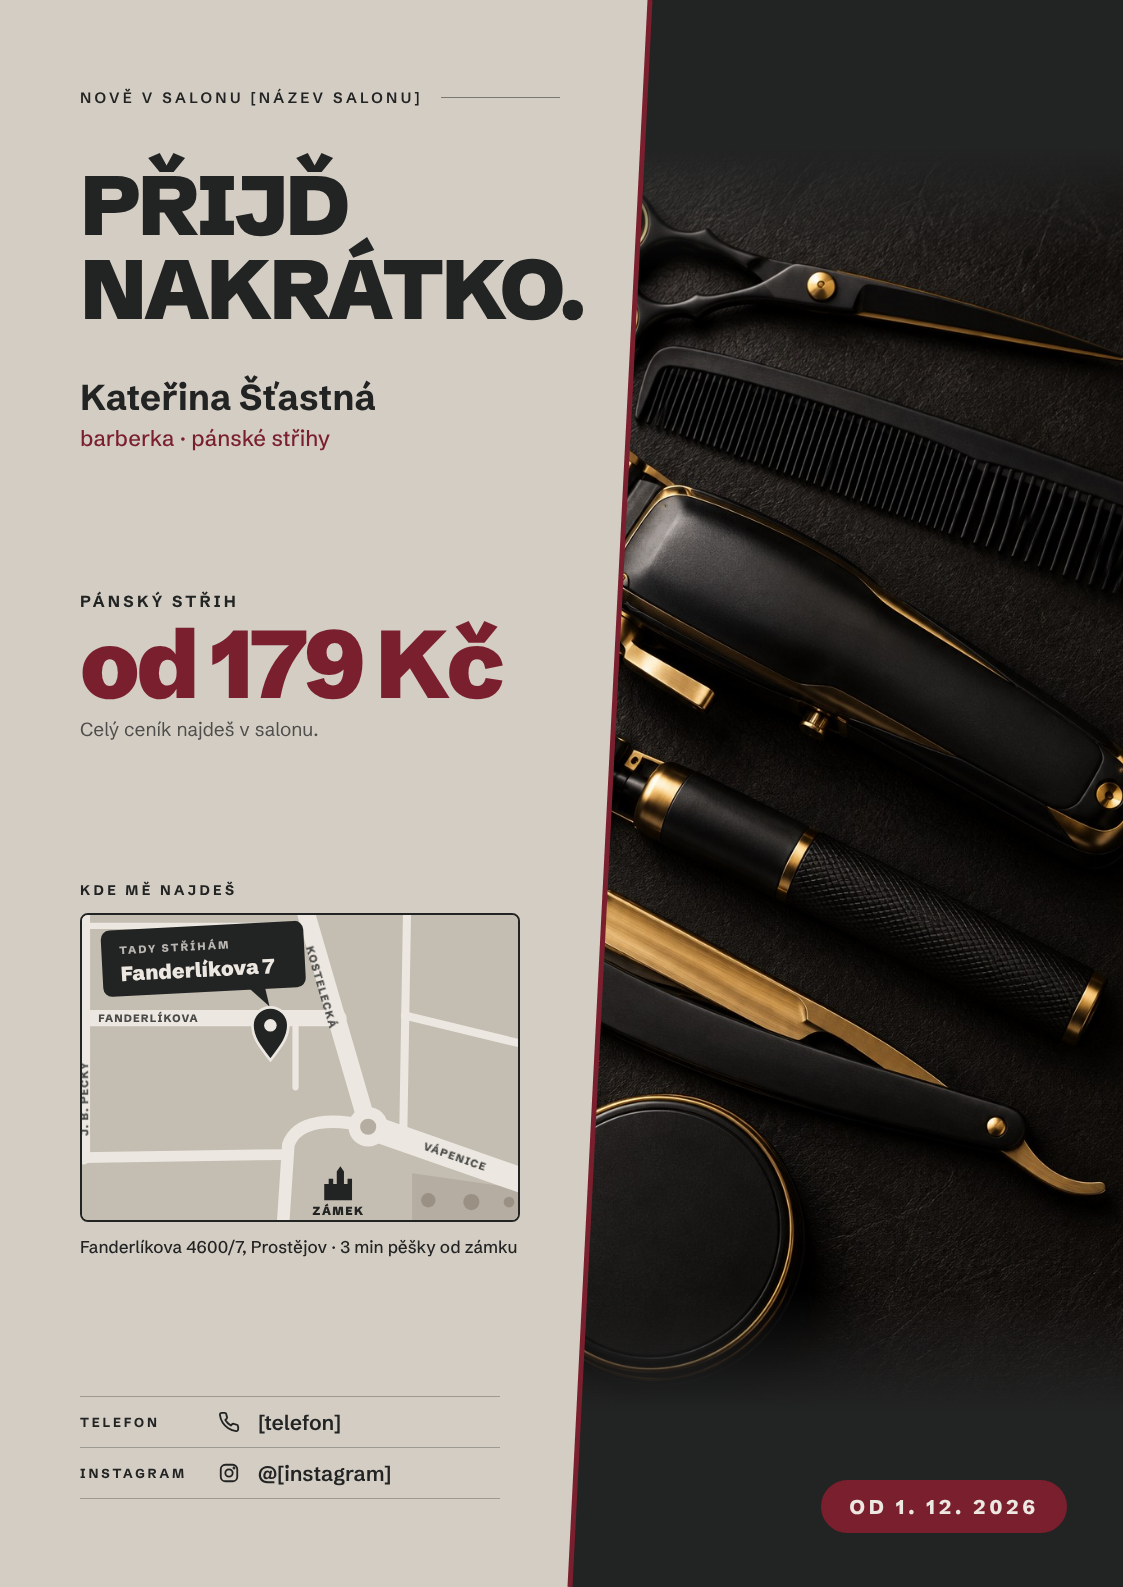 NOVĚ V SALONU [NÁZEV SALONU]
PŘIJĎ
NAKRÁTKO.
Kateřina Šťastná
barberka · pánské střihy
PÁNSKÝ STŘIH
od 179 Kč
Celý ceník najdeš v salonu.
KDE MĚ NAJDEŠ
TADY STŘÍHÁM
Fanderlíkova 7
KOSTELECKÁ
FANDERLÍKOVA
J. B. PECKY
VÁPENICE
ZÁMEK
Fanderlíkova 4600/7, Prostějov · 3 min pěšky od zámku
TELEFON [telefon]
INSTAGRAM @[instagram]
OD 1. 12. 2026